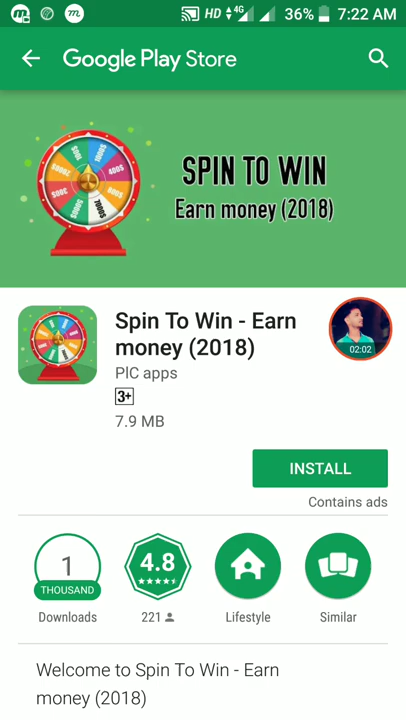 HD 4G 36% 7:22 AM
Google Play Store
SPIN TO WIN
Earn money (2018)
Spin To Win - Earn
money (2018)
PIC apps
3+
02:02
7.9 MB
INSTALL
Contains ads
1
THOUSAND
4.8
Downloads
221
Lifestyle
Similar
Welcome to Spin To Win - Earn
money (2018)